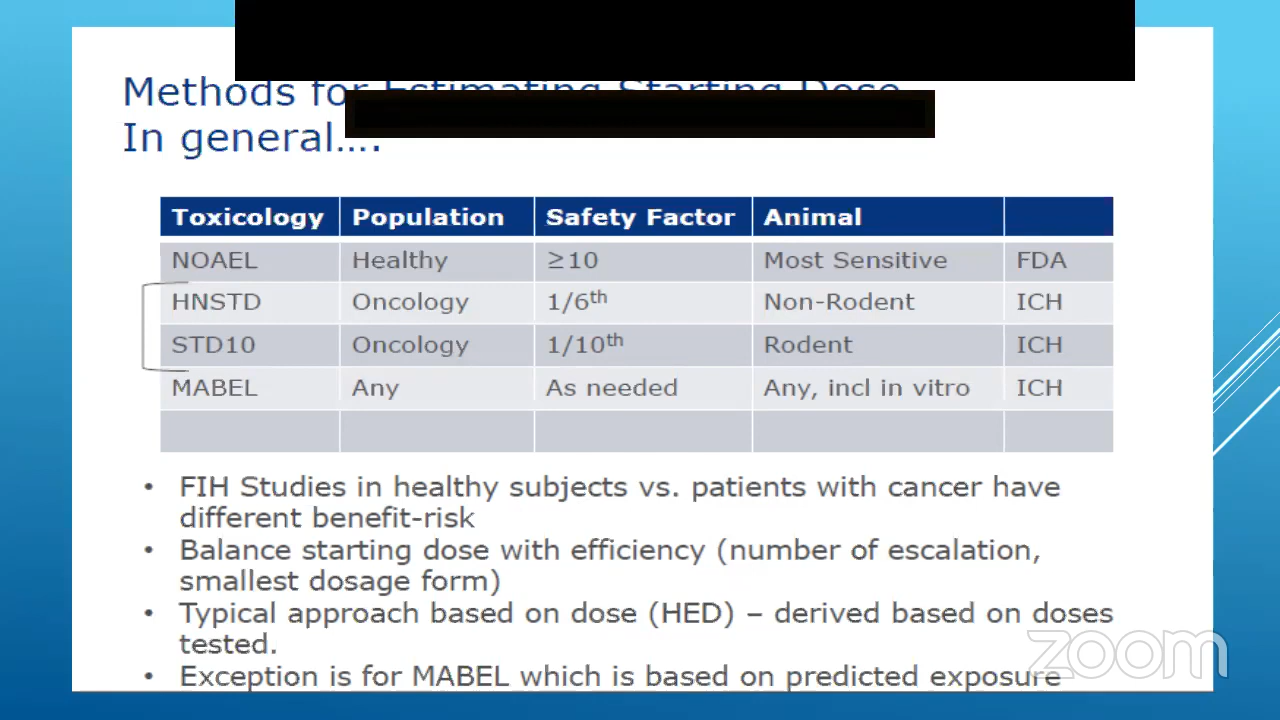 Methods for Estimating Starting Dose
In general….
Toxicology Population Safety Factor Animal
NOAEL Healthy ≥10 Most Sensitive FDA
HNSTD Oncology 1/6th Non-Rodent ICH
STD10 Oncology 1/10th Rodent ICH
MABEL Any As needed Any, incl in vitro ICH
• FIH Studies in healthy subjects vs. patients with cancer have
different benefit-risk
• Balance starting dose with efficiency (number of escalation,
smallest dosage form)
• Typical approach based on dose (HED) – derived based on doses
tested.
• Exception is for MABEL which is based on predicted exposure
zoom